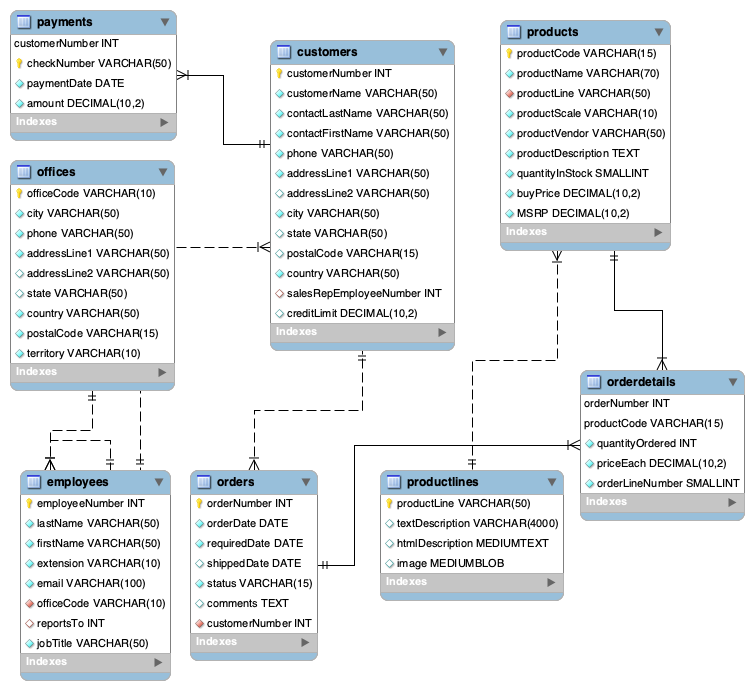 payments
customerNumber INT
checkNumber VARCHAR(50)
paymentDate DATE
amount DECIMAL(10,2)
Indexes
customers
customerNumber INT
customerName VARCHAR(50)
contactLastName VARCHAR(50)
contactFirstName VARCHAR(50)
phone VARCHAR(50)
addressLine1 VARCHAR(50)
addressLine2 VARCHAR(50)
city VARCHAR(50)
state VARCHAR(50)
postalCode VARCHAR(15)
country VARCHAR(50)
salesRepEmployeeNumber INT
creditLimit DECIMAL(10,2)
Indexes
products
productCode VARCHAR(15)
productName VARCHAR(70)
productLine VARCHAR(50)
productScale VARCHAR(10)
productVendor VARCHAR(50)
productDescription TEXT
quantityInStock SMALLINT
buyPrice DECIMAL(10,2)
MSRP DECIMAL(10,2)
Indexes
offices
officeCode VARCHAR(10)
city VARCHAR(50)
phone VARCHAR(50)
addressLine1 VARCHAR(50)
addressLine2 VARCHAR(50)
state VARCHAR(50)
country VARCHAR(50)
postalCode VARCHAR(15)
territory VARCHAR(10)
Indexes
orderdetails
orderNumber INT
productCode VARCHAR(15)
quantityOrdered INT
priceEach DECIMAL(10,2)
orderLineNumber SMALLINT
Indexes
employees
employeeNumber INT
lastName VARCHAR(50)
firstName VARCHAR(50)
extension VARCHAR(10)
email VARCHAR(100)
officeCode VARCHAR(10)
reportsTo INT
jobTitle VARCHAR(50)
Indexes
orders
orderNumber INT
orderDate DATE
requiredDate DATE
shippedDate DATE
status VARCHAR(15)
comments TEXT
customerNumber INT
Indexes
productlines
productLine VARCHAR(50)
textDescription VARCHAR(4000)
htmlDescription MEDIUMTEXT
image MEDIUMBLOB
Indexes